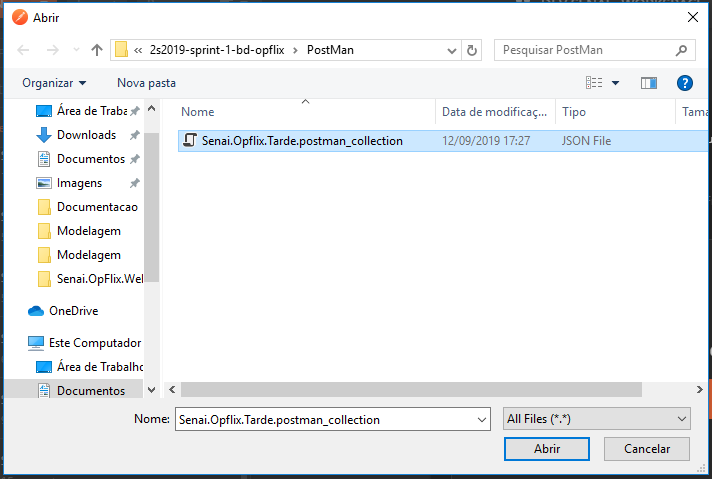 Abrir
« 2s2019-sprint-1-bd-opflix > PostMan
Pesquisar PostMan
Organizar
Nova pasta
Nome
Data de modificaç...
Tipo
Tama
Área de Traba
Downloads
Documentos
Imagens
Documentacao
Modelagem
Modelagem
Senai.OpFlix.Wel
OneDrive
Este Computador
Área de Trabalho
Documentos
Senai.Opflix.Tarde.postman_collection
12/09/2019 17:27
JSON File
Nome:
Senai.Opflix.Tarde.postman_collection
All Files (*.*)
Abrir
Cancelar